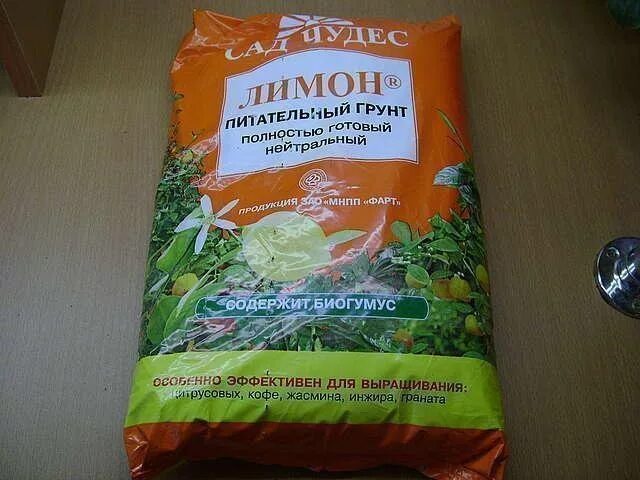 САД ЧУДЕС
ЛИМОН®
ПИТАТЕЛЬНЫЙ ГРУНТ
ПОЛНОСТЬЮ ГОТОВЫЙ
НЕЙТРАЛЬНЫЙ
ПРОДУКЦИЯ ЗАО «МНПП «ФАРТ»
СОДЕРЖИТ БИОГУМУС
ОСОБЕННО ЭФФЕКТИВЕН ДЛЯ ВЫРАЩИВАНИЯ:
цитрусовых, кофе, жасмина, инжира, граната